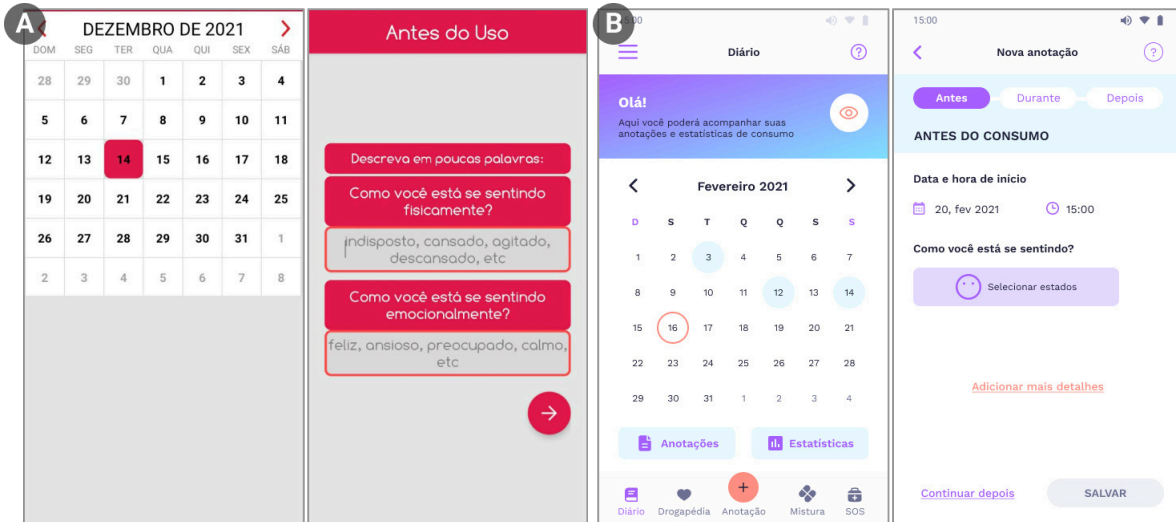 A
DEZEMBRO DE 2021
DOM SEG TER QUA QUI SEX SÁB
28 29 30 1 2 3 4
5 6 7 8 9 10 11
12 13 14 15 16 17 18
19 20 21 22 23 24 25
26 27 28 29 30 31 1
2 3 4 5 6 7 8
Antes do Uso
Descreva em poucas palavras:
Como você está se sentindo
fisicamente?
indisposto, cansado, agitado,
descansado, etc
Como você está se sentindo
emocionalmente?
feliz, ansioso, preocupado, calmo,
etc
B
Diário
?
Olá!
Aqui você poderá acompanhar suas
anotações e estatísticas de consumo
Fevereiro 2021
D S T Q Q S S
1 2 3 4 5 6 7
8 9 10 11 12 13 14
15 16 17 18 19 20 21
22 23 24 25 26 27 28
29 30 31 1 2 3 4
Anotações Estatísticas
Diário Drogapédia Anotação Mistura SOS
15:00
Nova anotação ?
Antes Durante Depois
ANTES DO CONSUMO
Data e hora de início
20, fev 2021 15:00
Como você está se sentindo?
Selecionar estados
Adicionar mais detalhes
Continuar depois SALVAR